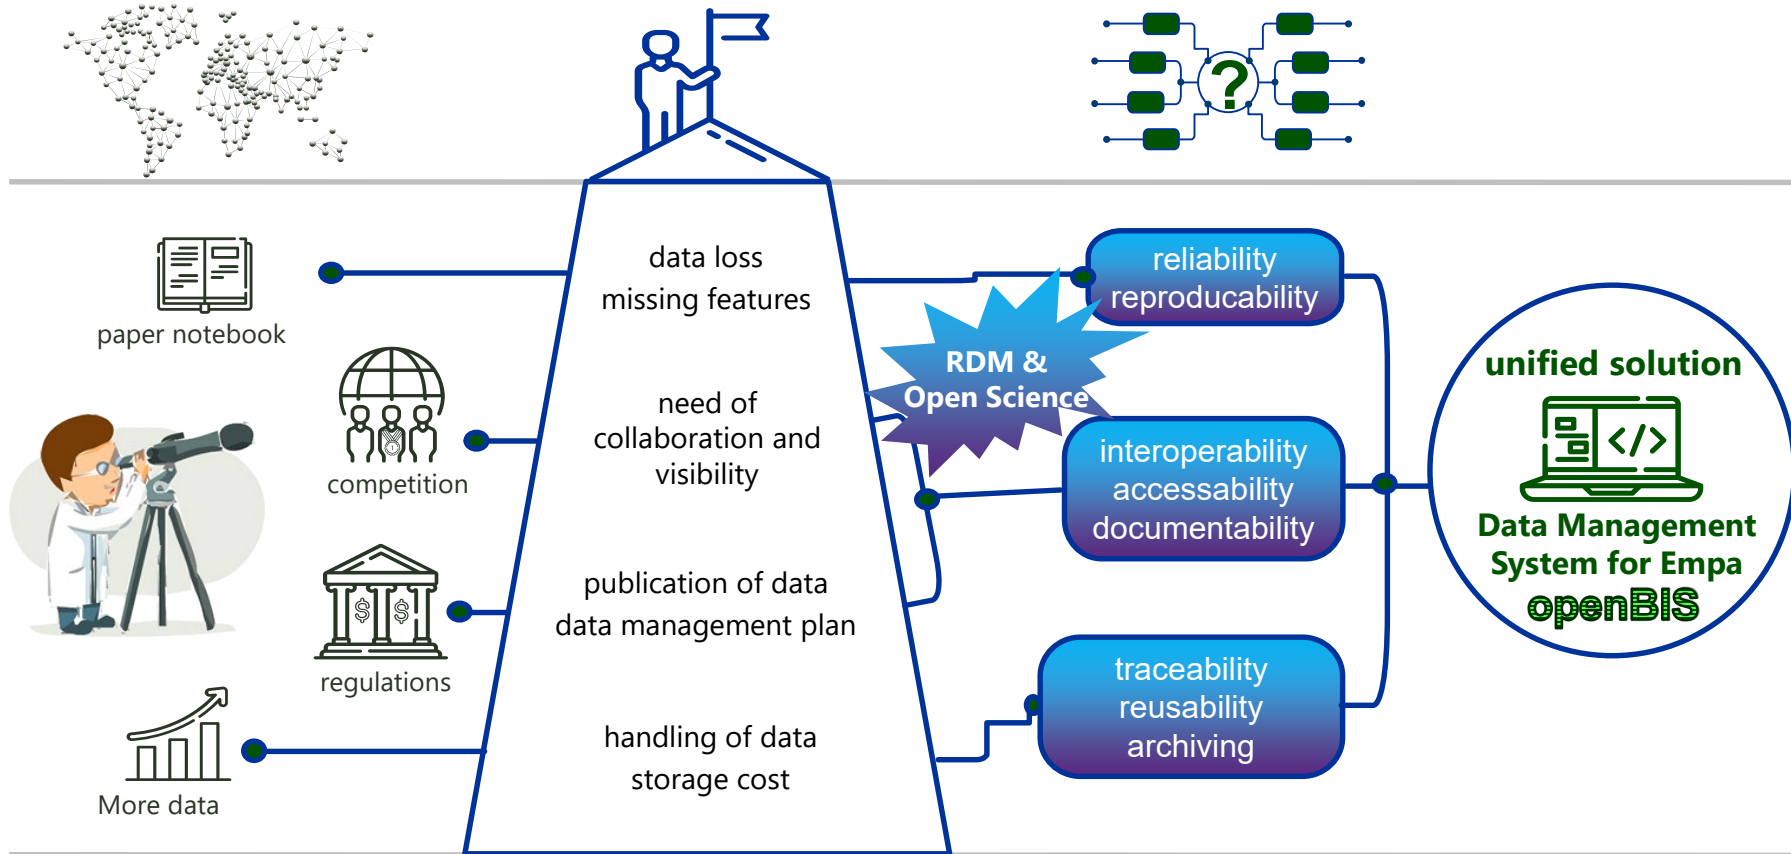 ?
paper notebook
competition
regulations
More data
data loss
missing features
need of
collaboration and
visibility
publication of data
data management plan
handling of data
storage cost
RDM &
Open Science
reliability
reproducability
interoperability
accessability
documentability
traceability
reusability
archiving
unified solution
</>
Data Management
System for Empa
openBIS